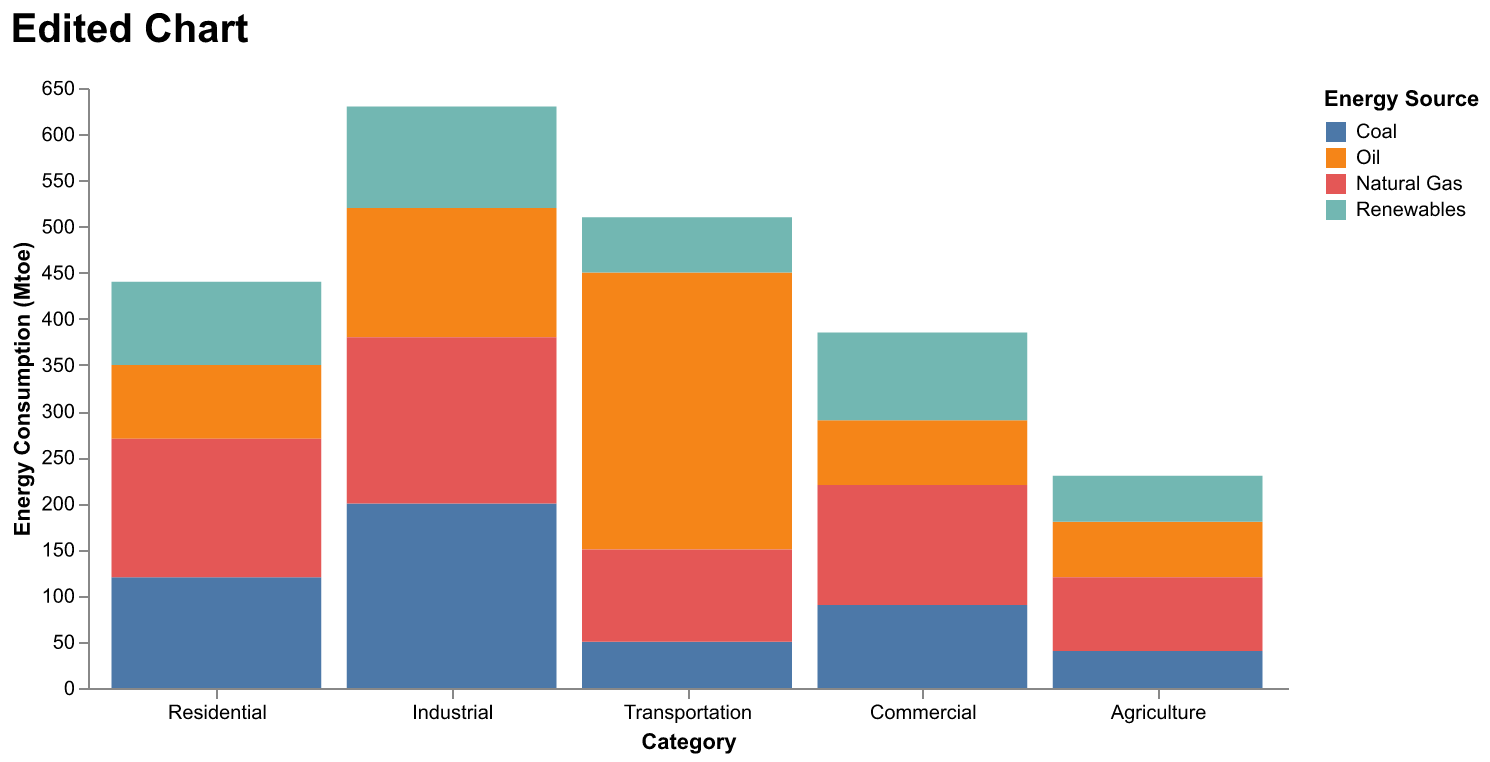 Edited Chart
Energy Consumption (Mtoe)
650
600
550
500
450
400
350
300
250
200
150
100
50
0
Residential Industrial Transportation Commercial Agriculture
Category
Energy Source
Coal
Oil
Natural Gas
Renewables